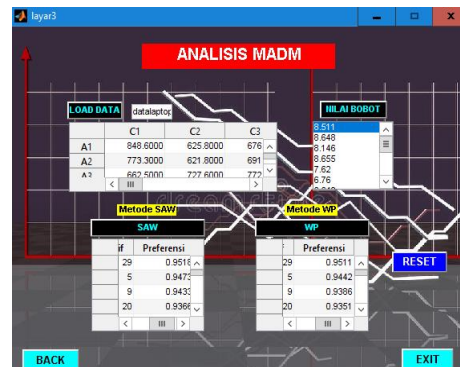 layar3
ANALISIS MADM
LOAD DATA datalaptop
NILAI BOBOT
C1 C2 C3
A1 848.6000 625.8000 676
A2 773.3000 621.8000 691
A3 662.5000 727.6000 772
8.511
8.648
8.146
8.655
7.62
6.76
Metode SAW
SAW
if Preferensi
29 0.9518
5 0.9473
9 0.9433
20 0.9366
Metode WP
WP
Preferensi
29 0.9511
5 0.9442
9 0.9386
20 0.9351
RESET
BACK
EXIT